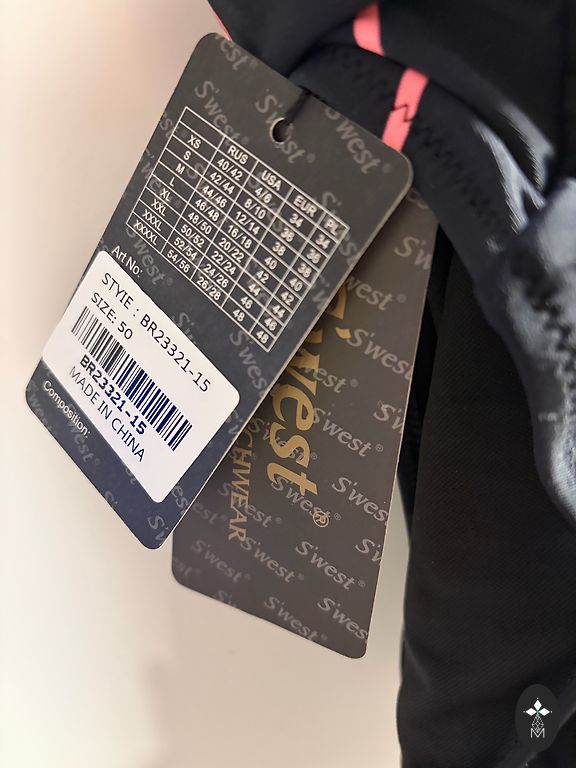 S'west®
RUS USA EUR PL
XS 40/42 4/6 34 34
S 42/44 8/10 36 36
M 44/46 12/14 38 38
L 46/48 16/18 40 40
XL 48/50 20/22 42 42
XXL 50/52 22/24 44 44
XXXL 52/54 24/26 46 46
XXXXL 54/56 26/28 48 48
Art No:
STYLE : BR23321-15
SIZE: 50
BR23321-15
MADE IN CHINA
Composition:
S'west®
CHWEAR
M